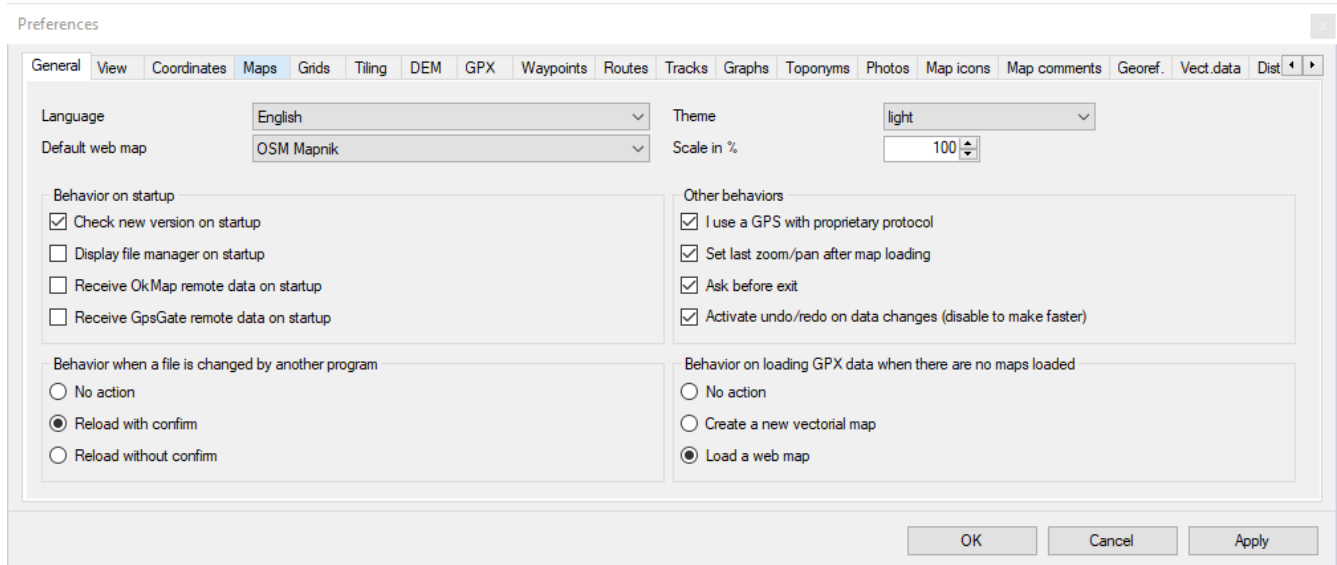 Preferences
General View Coordinates Maps Grids Tiling DEM GPX Waypoints Routes Tracks Graphs Toponyms Photos Map icons Map comments Georef. Vect.data Dist
Language English Theme light
Default web map OSM Mapnik Scale in % 100
Behavior on startup
Check new version on startup
Display file manager on startup
Receive OkMap remote data on startup
Receive GpsGate remote data on startup
Other behaviors
I use a GPS with proprietary protocol
Set last zoom/pan after map loading
Ask before exit
Activate undo/redo on data changes (disable to make faster)
Behavior when a file is changed by another program
No action
Reload with confirm
Reload without confirm
Behavior on loading GPX data when there are no maps loaded
No action
Create a new vectorial map
Load a web map
OK Cancel Apply